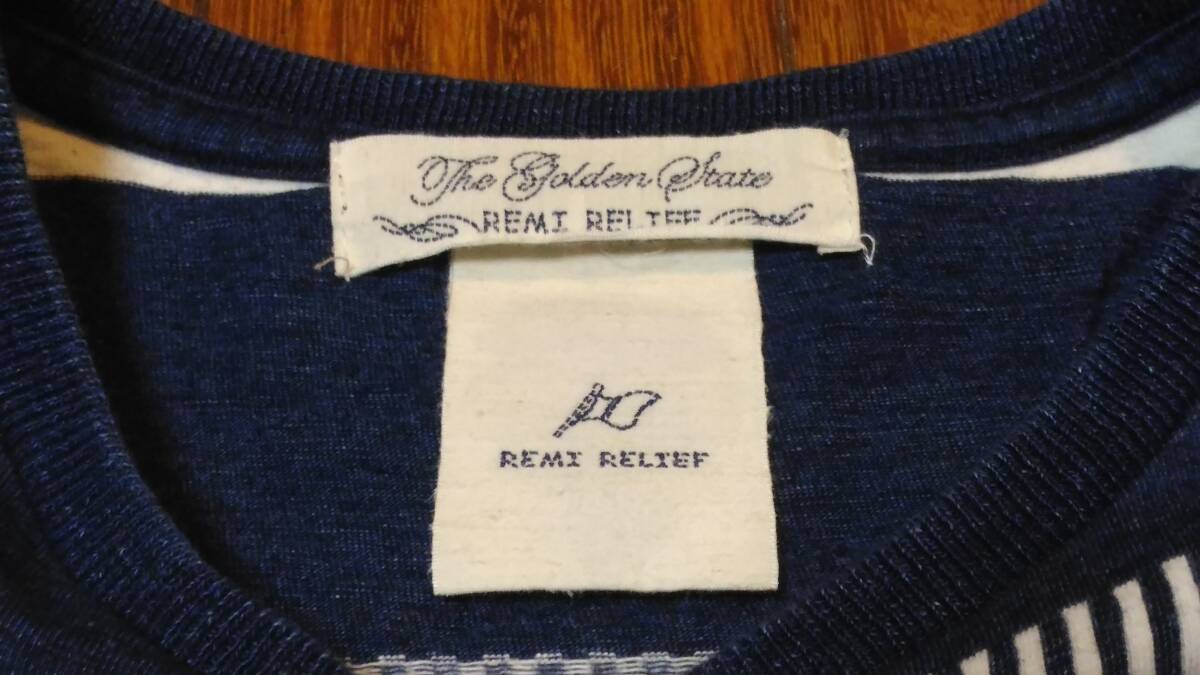 The Golden State
REMI RELIEF
REMI RELIEF